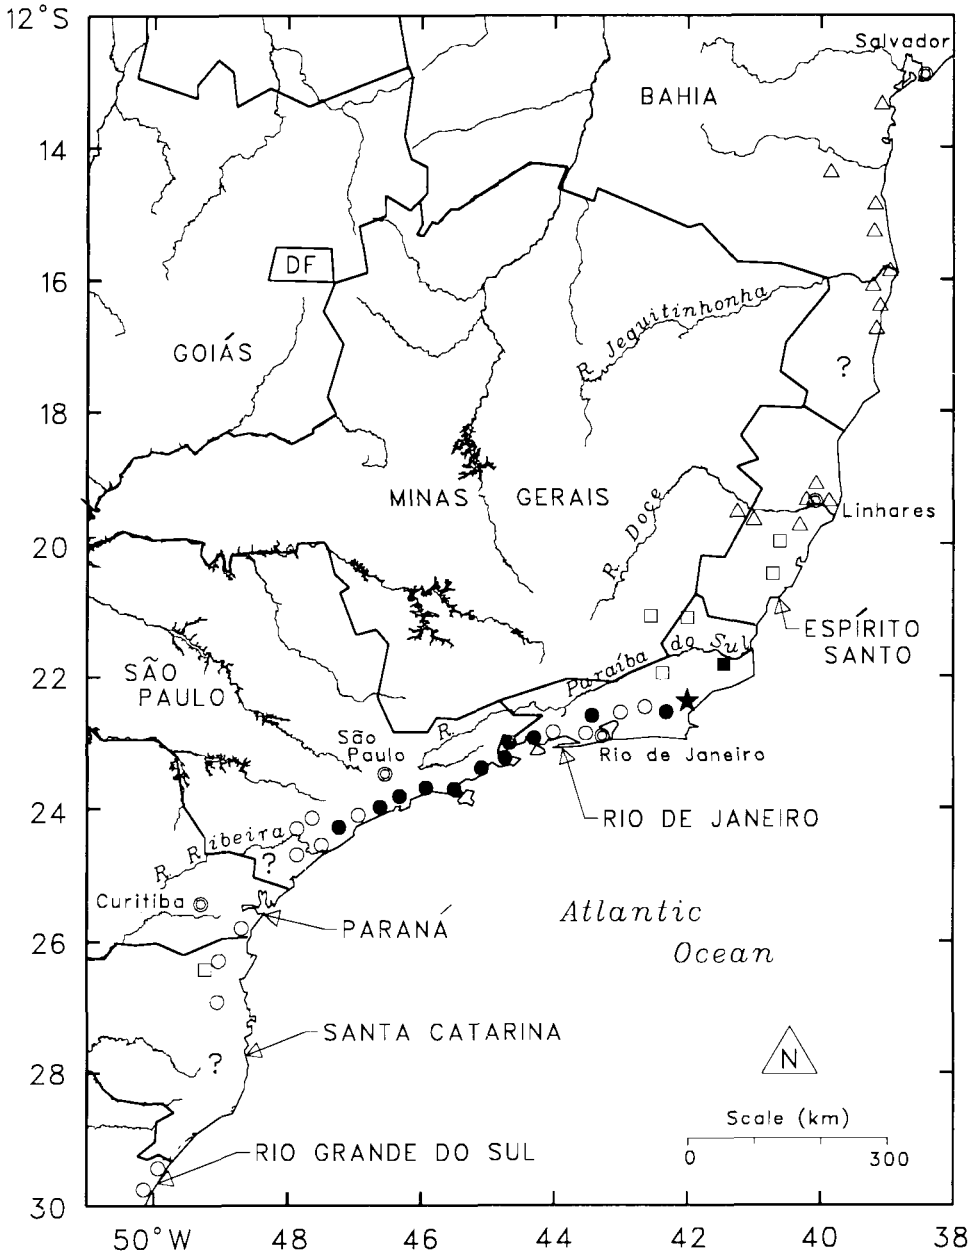 12°S
Salvador
BAHIA
14
DF
16
R. Jequitinhonha
GOIÁS
?
18
MINAS GERAIS
R. Doce
Linhares
20
ESPÍRITO
SANTO
R. Paraíba do Sul
22
SÃO
PAULO
São
Paulo
Rio de Janeiro
24
RIO DE JANEIRO
R. Ribeira
?
Curitiba
PARANÁ
Atlantic
Ocean
26
SANTA CATARINA
?
N
28
Scale (km)
0 300
RIO GRANDE DO SUL
30
50°W 48 46 44 42 40 38